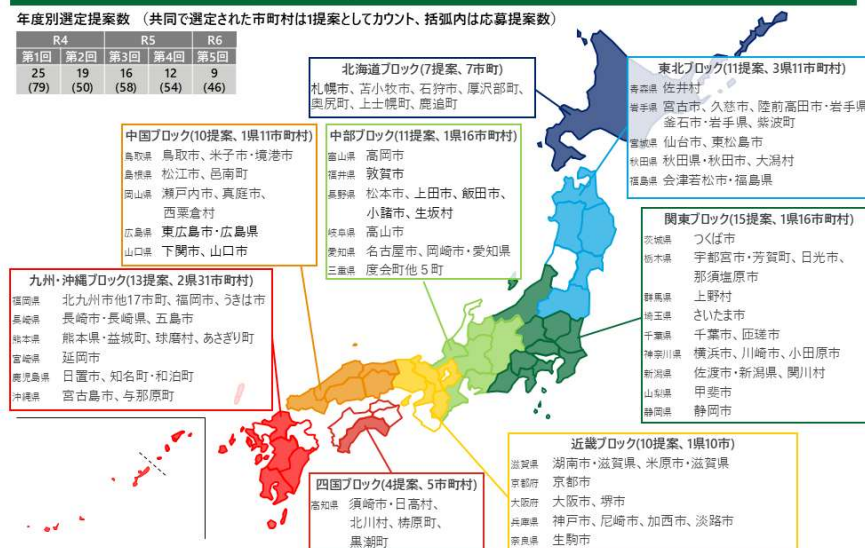 年度別選定提案数 (共同で選定された市町村は1提案としてカウント、括弧内は応募提案数)
R4 R5 R6
第1回 第2回 第3回 第4回 第5回
25 19 16 12 9
(79) (50) (58) (54) (46)
北海道ブロック(7提案、7市町)
札幌市、苫小牧市、石狩市、厚沢部町、
奥尻町、上士幌町、鹿追町
東北ブロック(11提案、3県11市町村)
青森県 佐井村
岩手県 宮古市、久慈市、陸前高田市・岩手県
釜石市・岩手県、紫波町
宮城県 仙台市、東松島市
秋田県 秋田県・秋田市、大潟村
福島県 会津若松市・福島県
中国ブロック(10提案、1県11市町村)
鳥取県 鳥取市、米子市・境港市
島根県 松江市、邑南町
岡山県 瀬戸内市、真庭市、
西粟倉村
広島県 東広島市・広島県
山口県 下関市、山口市
中部ブロック(11提案、1県16市町村)
富山県 高岡市
福井県 敦賀市
長野県 松本市、上田市、飯田市、
小諸市、生坂村
岐阜県 高山市
愛知県 名古屋市、岡崎市・愛知県
三重県 度会町他5町
関東ブロック(15提案、1県16市町村)
茨城県 つくば市
栃木県 宇都宮市・芳賀町、日光市、
那須塩原市
群馬県 上野村
埼玉県 さいたま市
千葉県 千葉市、匝瑳市
神奈川県 横浜市、川崎市、小田原市
新潟県 佐渡市・新潟県、関川村
山梨県 甲斐市
静岡県 静岡市
九州・沖縄ブロック(13提案、2県31市町村)
福岡県 北九州市他17市町、福岡市、うきは市
長崎県 長崎市・長崎県、五島市
熊本県 熊本県・益城町、球磨村、あさぎり町
宮崎県 延岡市
鹿児島県 日置市、知名町・和泊町
沖縄県 宮古島市、与那原町
四国ブロック(4提案、5市町村)
高知県 須崎市・日高村、
北川村、梼原町、
黒潮町
近畿ブロック(10提案、1県10市)
滋賀県 湖南市・滋賀県、米原市・滋賀県
京都府 京都市
大阪府 大阪市、堺市
兵庫県 神戸市、尼崎市、加西市、淡路市
奈良県 生駒市